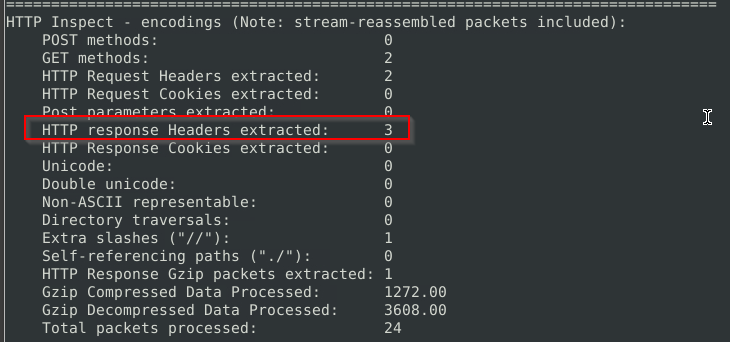 HTTP Inspect - encodings (Note: stream-reassembled packets included):
POST methods: 0
GET methods: 2
HTTP Request Headers extracted: 2
HTTP Request Cookies extracted: 0
Post parameters extracted: 0
HTTP response Headers extracted: 3
HTTP Response Cookies extracted: 0
Unicode: 0
Double unicode: 0
Non-ASCII representable: 0
Directory traversals: 0
Extra slashes ("//"): 1
Self-referencing paths ("./"): 0
HTTP Response Gzip packets extracted: 1
Gzip Compressed Data Processed: 1272.00
Gzip Decompressed Data Processed: 3608.00
Total packets processed: 24